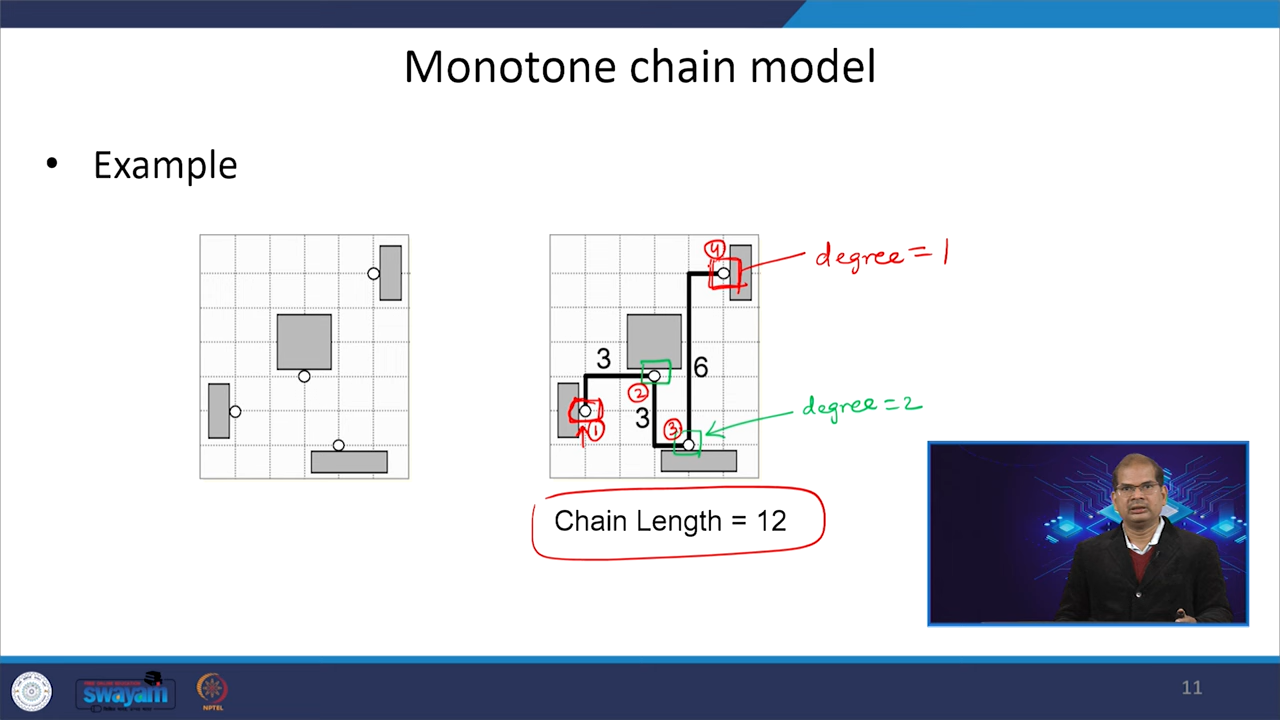 Monotone chain model
• Example
④
degree = 1
3
6
②
degree = 2
3
③
①
Chain Length = 12
swayam
NPTEL
11